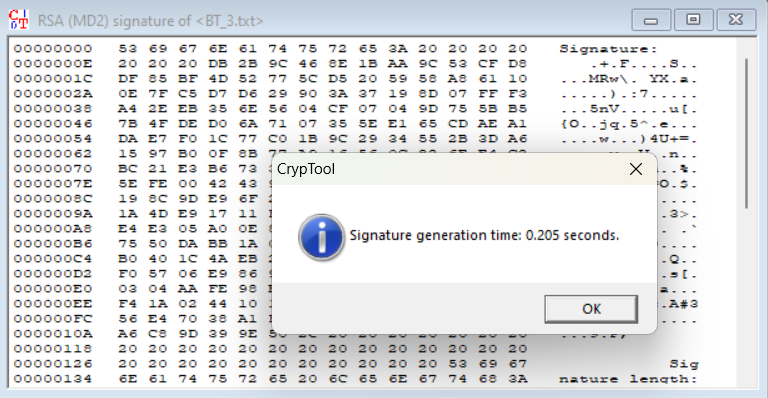 RSA (MD2) signature of <BT_3.txt>
00000000 53 69 67 6E 61 74 75 72 65 3A 20 20 20 20 Signature:
0000000E 20 20 20 DB 2B 9C 46 8E 1B AA 9C 53 CF D8 ...+.F....S..
0000001C DF 85 BF 4D 52 77 5C D5 20 59 58 A8 61 10 ...MRw\. YX.a.
0000002A 0E 7F C5 D7 D6 29 90 3A 37 19 8D 07 FF F3 .....).:7.....
00000038 A4 2E EB 35 6E 56 04 CF 07 04 9D 75 5B B5 ...5nV.....u[.
00000046 7B 4F DE D0 6A 71 07 35 5E E1 65 CD AE A1 {O..jq.5^.e...
00000054 DA E7 F0 1C 77 C0 1B 9C 29 34 55 2B 3D A6 ....w...)4U+=.
00000062 15 97 B0 0F 8B
00000070 BC 21 E3 B6 73
0000007E 5E FE 00 42 43
0000008C 19 8C 9D E9 6F
0000009A 1A 4D E9 17 11
000000A8 E4 E3 05 A0 0E
000000B6 75 50 DA BB 1A
000000C4 B0 40 1C 4A EB
000000D2 F0 57 06 E9 86
000000E0 03 04 AA FE 98
000000EE F4 1A 02 44 10
000000FC 56 E4 70 38 A1
0000010A A6 C8 9D 39 9E
00000118 20 20 20 20 20 20 20 20 20 20 20 20 20 20
00000126 20 20 20 20 20 20 20 20 20 20 20 53 69 67 Sig
00000134 6E 61 74 75 72 65 20 6C 65 6E 67 74 68 3A nature length:
CrypTool
Signature generation time: 0.205 seconds.
OK